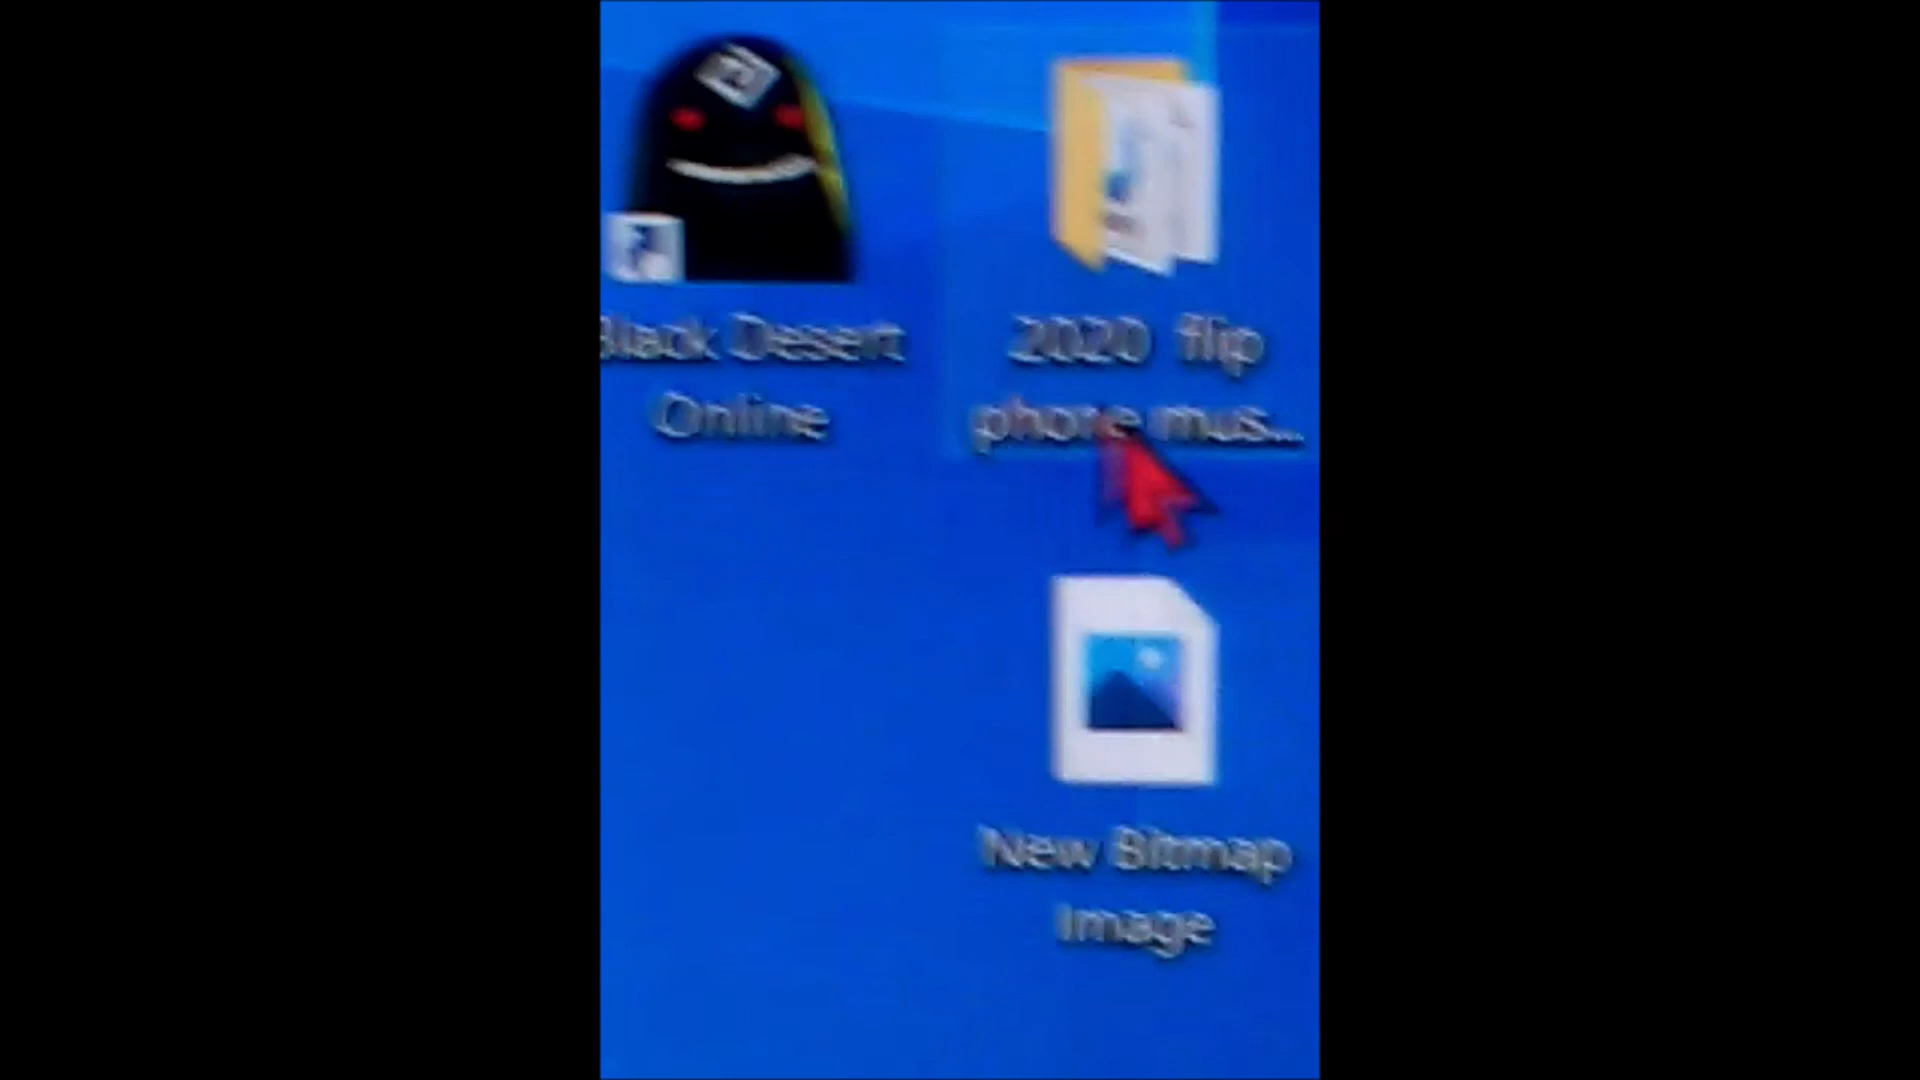 Black Desert
Online
2020 flip
phone mus...
New Bitmap
Image